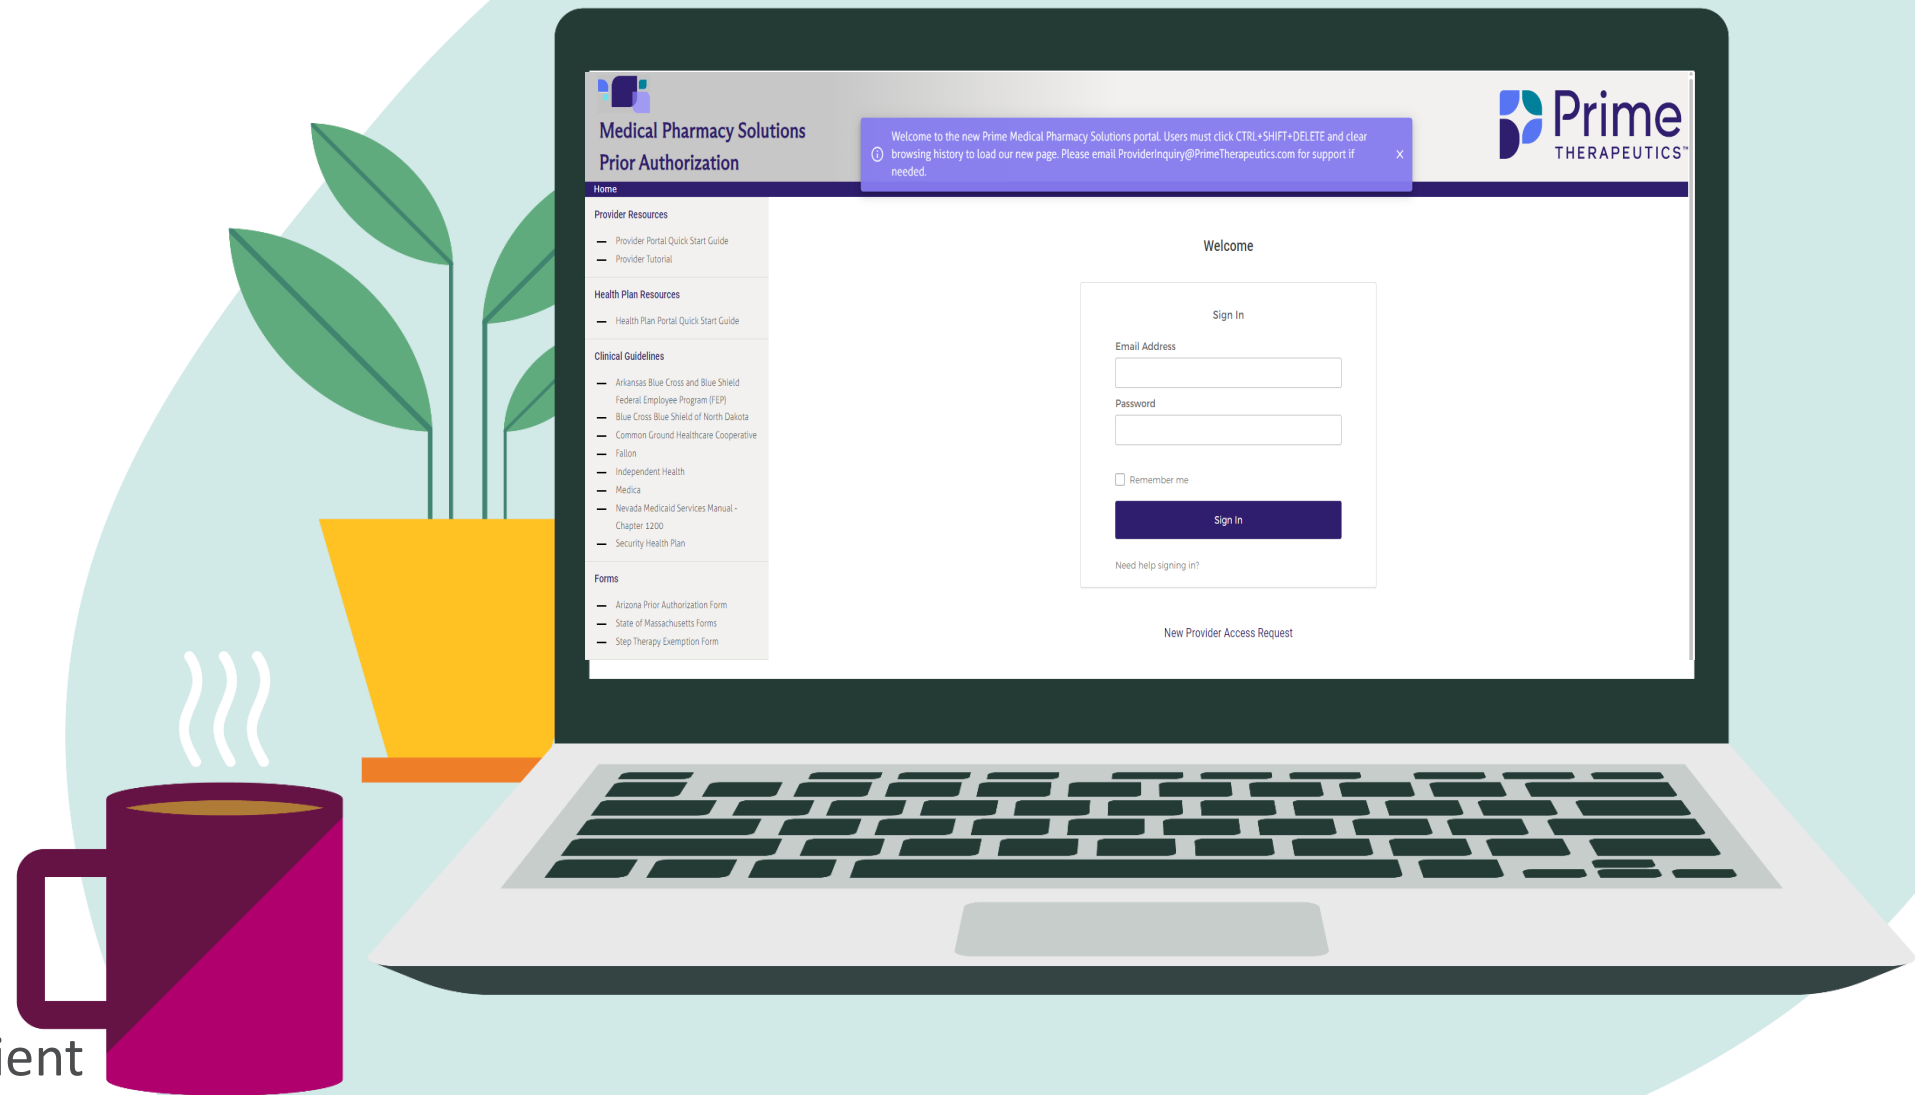 Medical Pharmacy Solutions
Prior Authorization
Welcome to the new Prime Medical Pharmacy Solutions portal. Users must click CTRL+SHIFT+DELETE and clear
browsing history to load our new page. Please email ProviderInquiry@PrimeTherapeutics.com for support if
needed.
X
Prime
THERAPEUTICS™
Home
Provider Resources
Provider Portal Quick Start Guide
Provider Tutorial
Health Plan Resources
Health Plan Portal Quick Start Guide
Clinical Guidelines
Arkansas Blue Cross and Blue Shield
Federal Employee Program (FEP)
Blue Cross Blue Shield of North Dakota
Common Ground Healthcare Cooperative
Fallon
Independent Health
Medica
Nevada Medicaid Services Manual -
Chapter 1200
Security Health Plan
Forms
Arizona Prior Authorization Form
State of Massachusetts Forms
Step Therapy Exemption Form
Welcome
Sign In
Email Address
Password
Remember me
Sign In
Need help signing in?
New Provider Access Request
ient